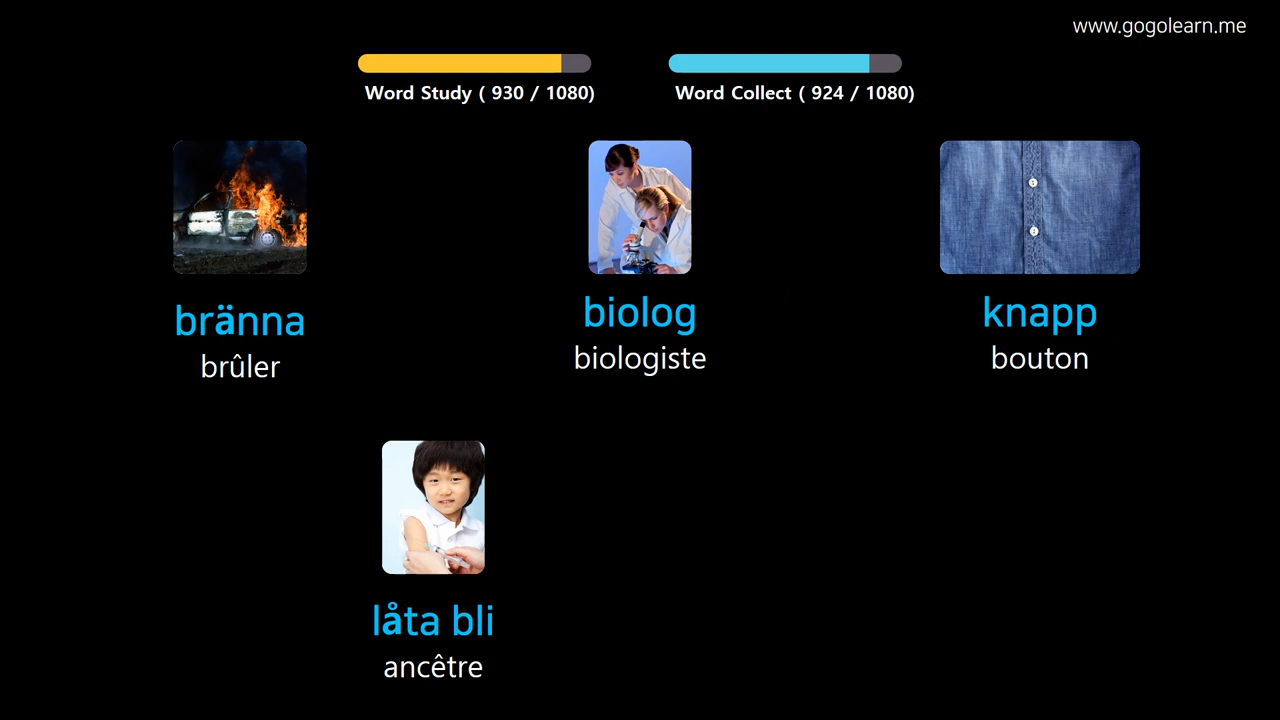 www.gogolearn.me
Word Study ( 930 / 1080)
Word Collect ( 924 / 1080)
bränna
brûler
biolog
biologiste
knapp
bouton
låta bli
ancêtre